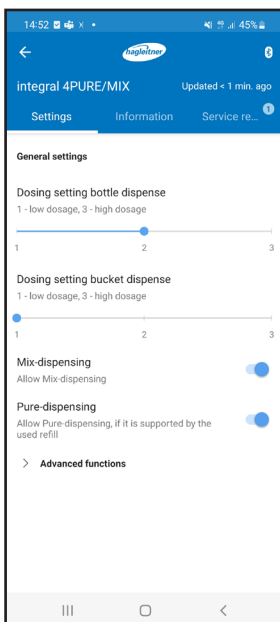 14:52
45%
hagleitner
integral 4PURE/MIX
Updated < 1 min. ago
Settings
Information
Service re...
1
General settings
Dosing setting bottle dispense
1 - low dosage, 3 - high dosage
1 2 3
Dosing setting bucket dispense
1 - low dosage, 3 - high dosage
1 2 3
Mix-dispensing
Allow Mix-dispensing
Pure-dispensing
Allow Pure-dispensing, if it is supported by the
used refill
Advanced functions